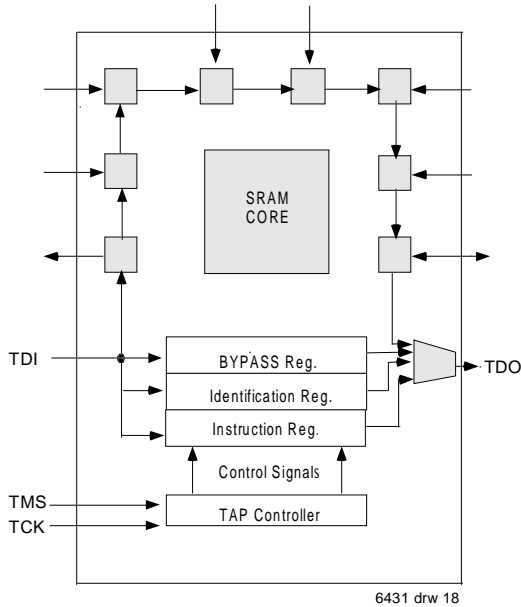 SRAM
CORE
TDI
BYPASS Reg.
TDO
Identification Reg.
Instruction Reg.
Control Signals
TMS
TAP Controller
TCK
6431 drw 18